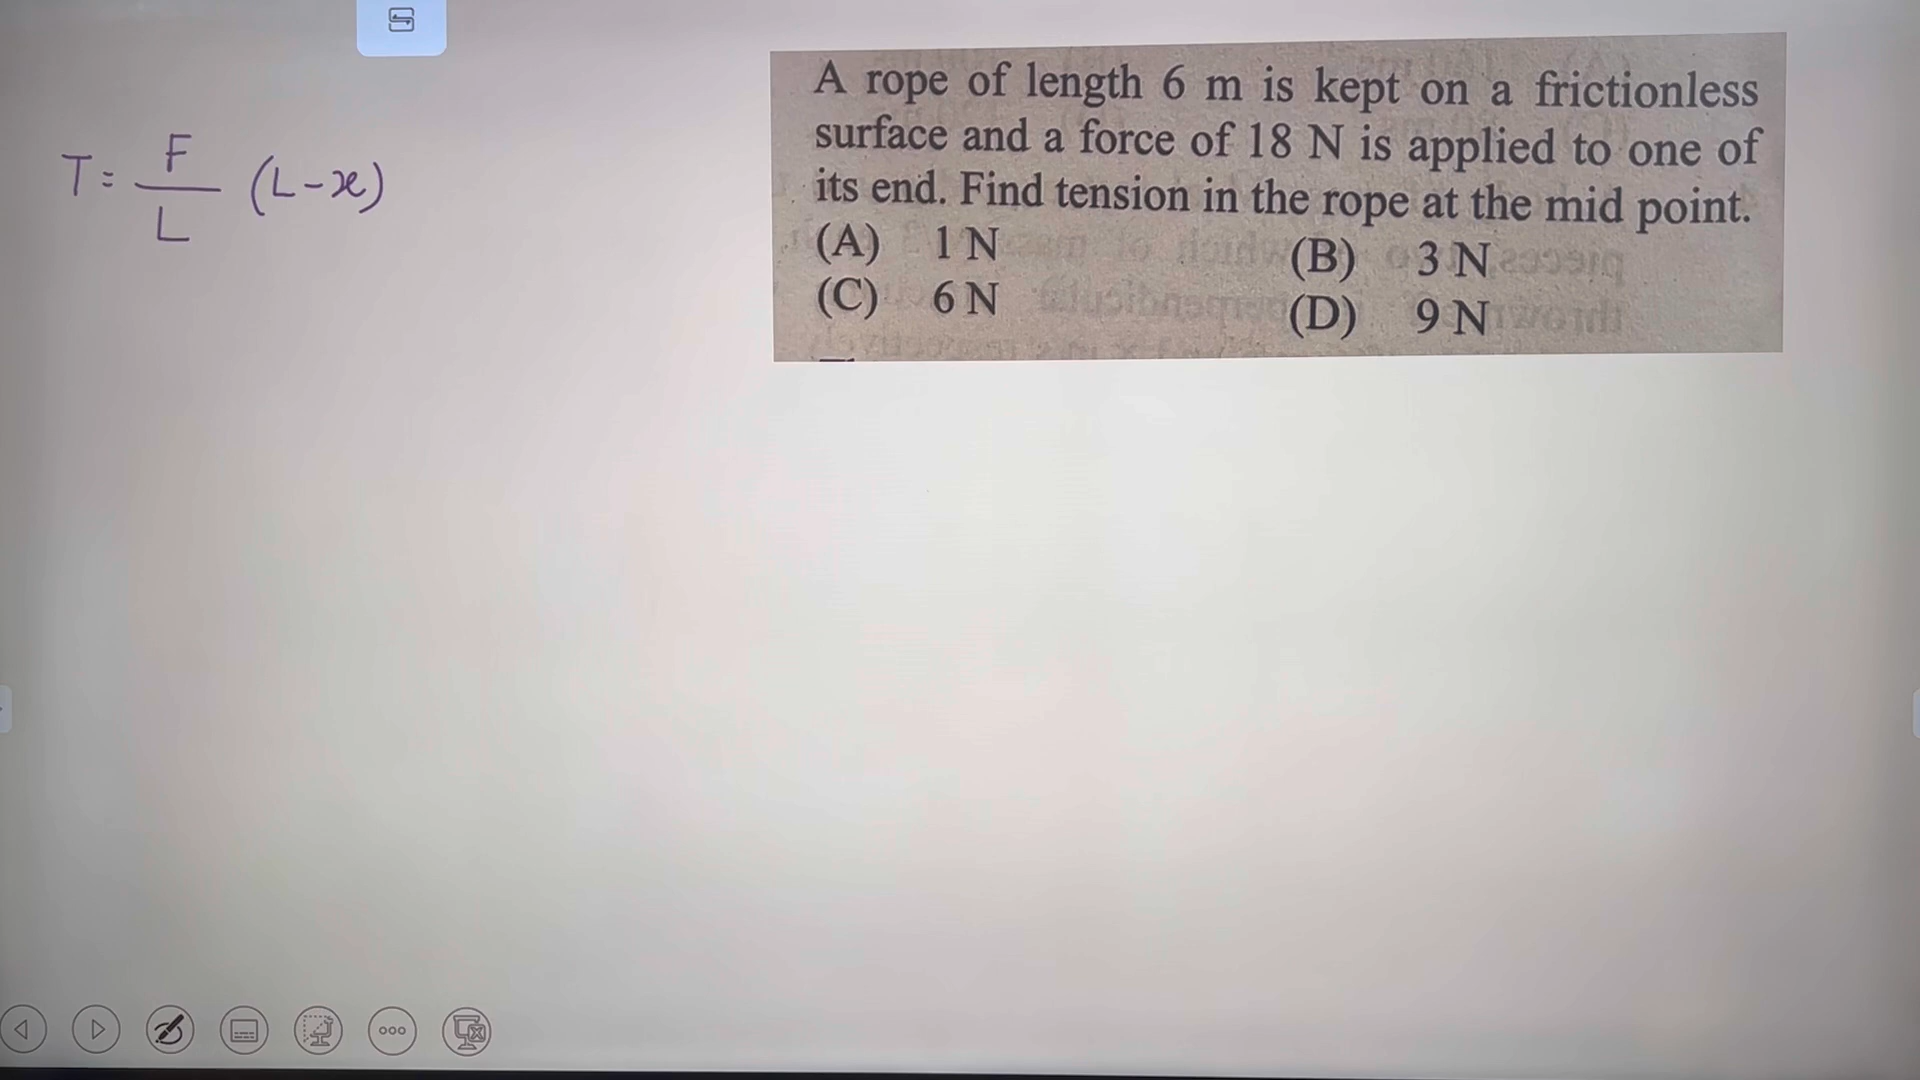 T = F/L (L-x)
A rope of length 6 m is kept on a frictionless
surface and a force of 18 N is applied to one of
its end. Find tension in the rope at the mid point.
(A) 1 N (B) 3 N
(C) 6 N (D) 9 N